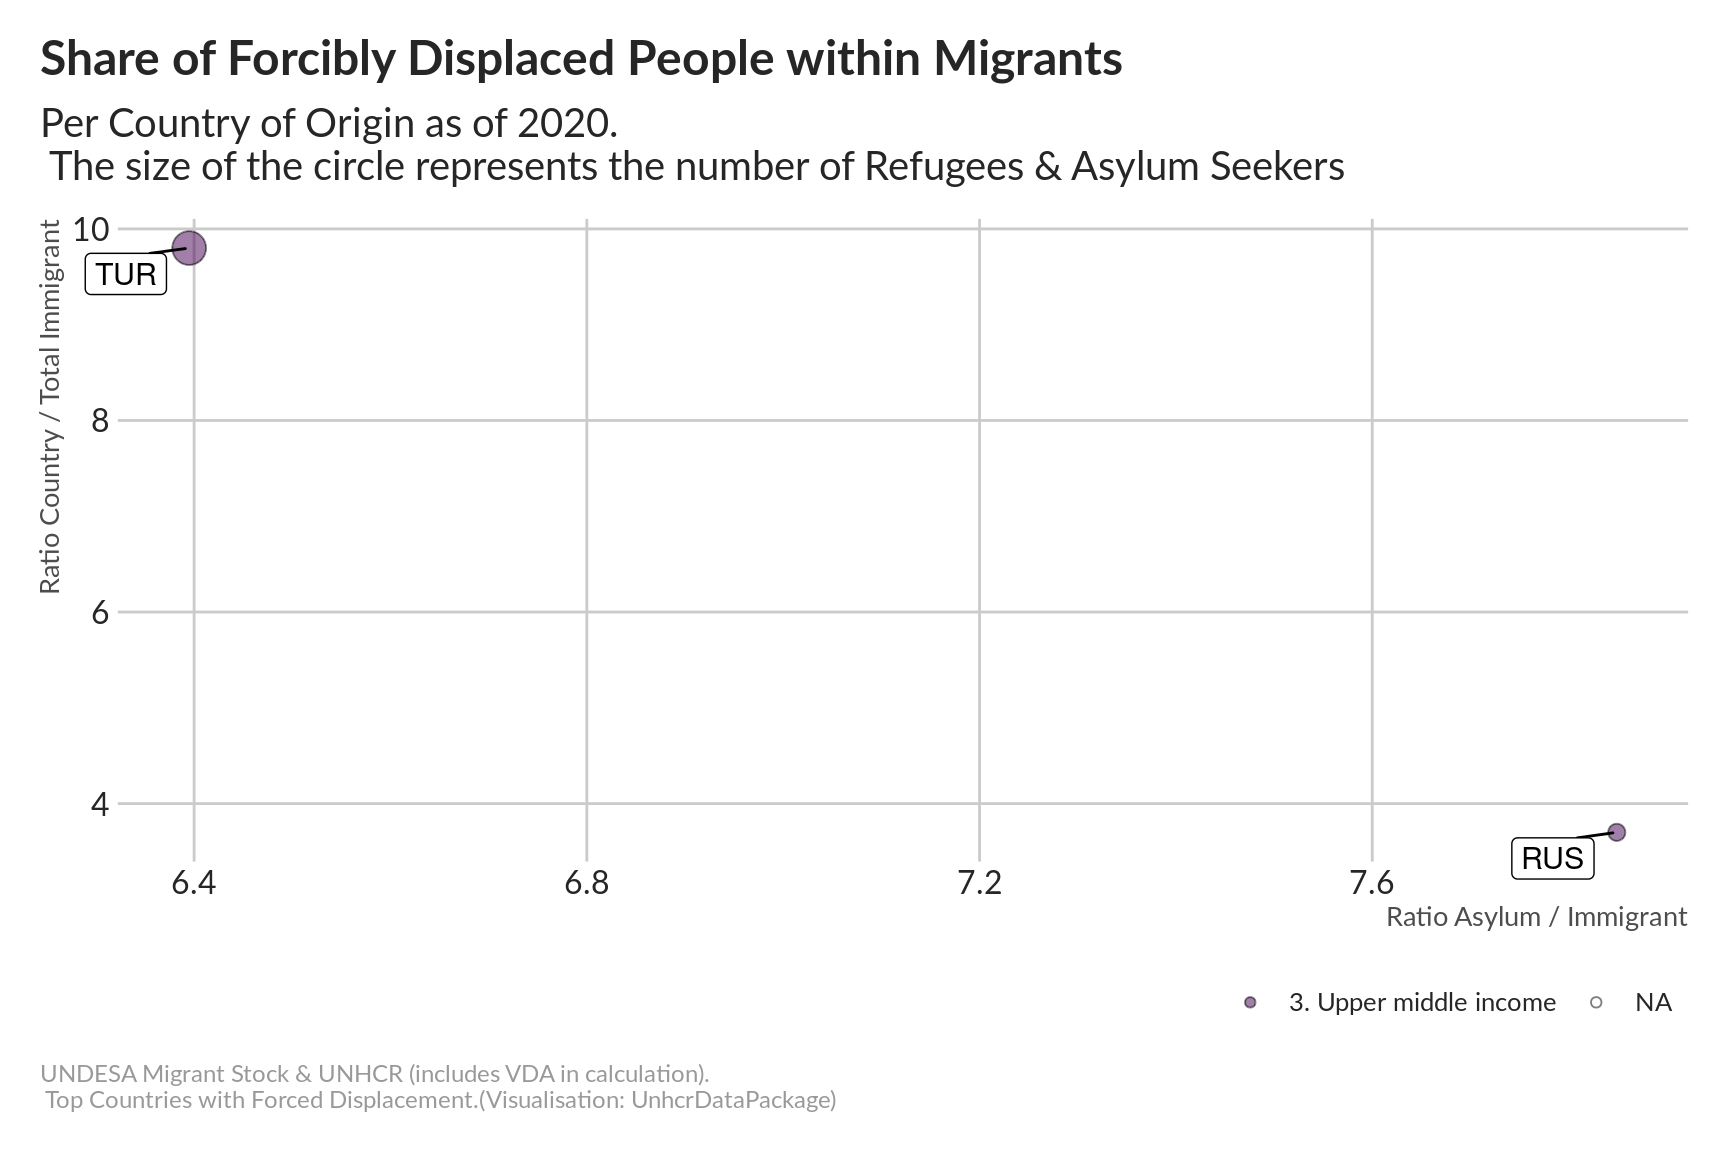 Share of Forcibly Displaced People within Migrants
Per Country of Origin as of 2020.
The size of the circle represents the number of Refugees & Asylum Seekers
Ratio Country / Total Immigrant
10
8
6
4
TUR
RUS
6.4
6.8
7.2
7.6
Ratio Asylum / Immigrant
3. Upper middle income
NA
UNDESA Migrant Stock & UNHCR (includes VDA in calculation).
Top Countries with Forced Displacement.(Visualisation: UnhcrDataPackage)